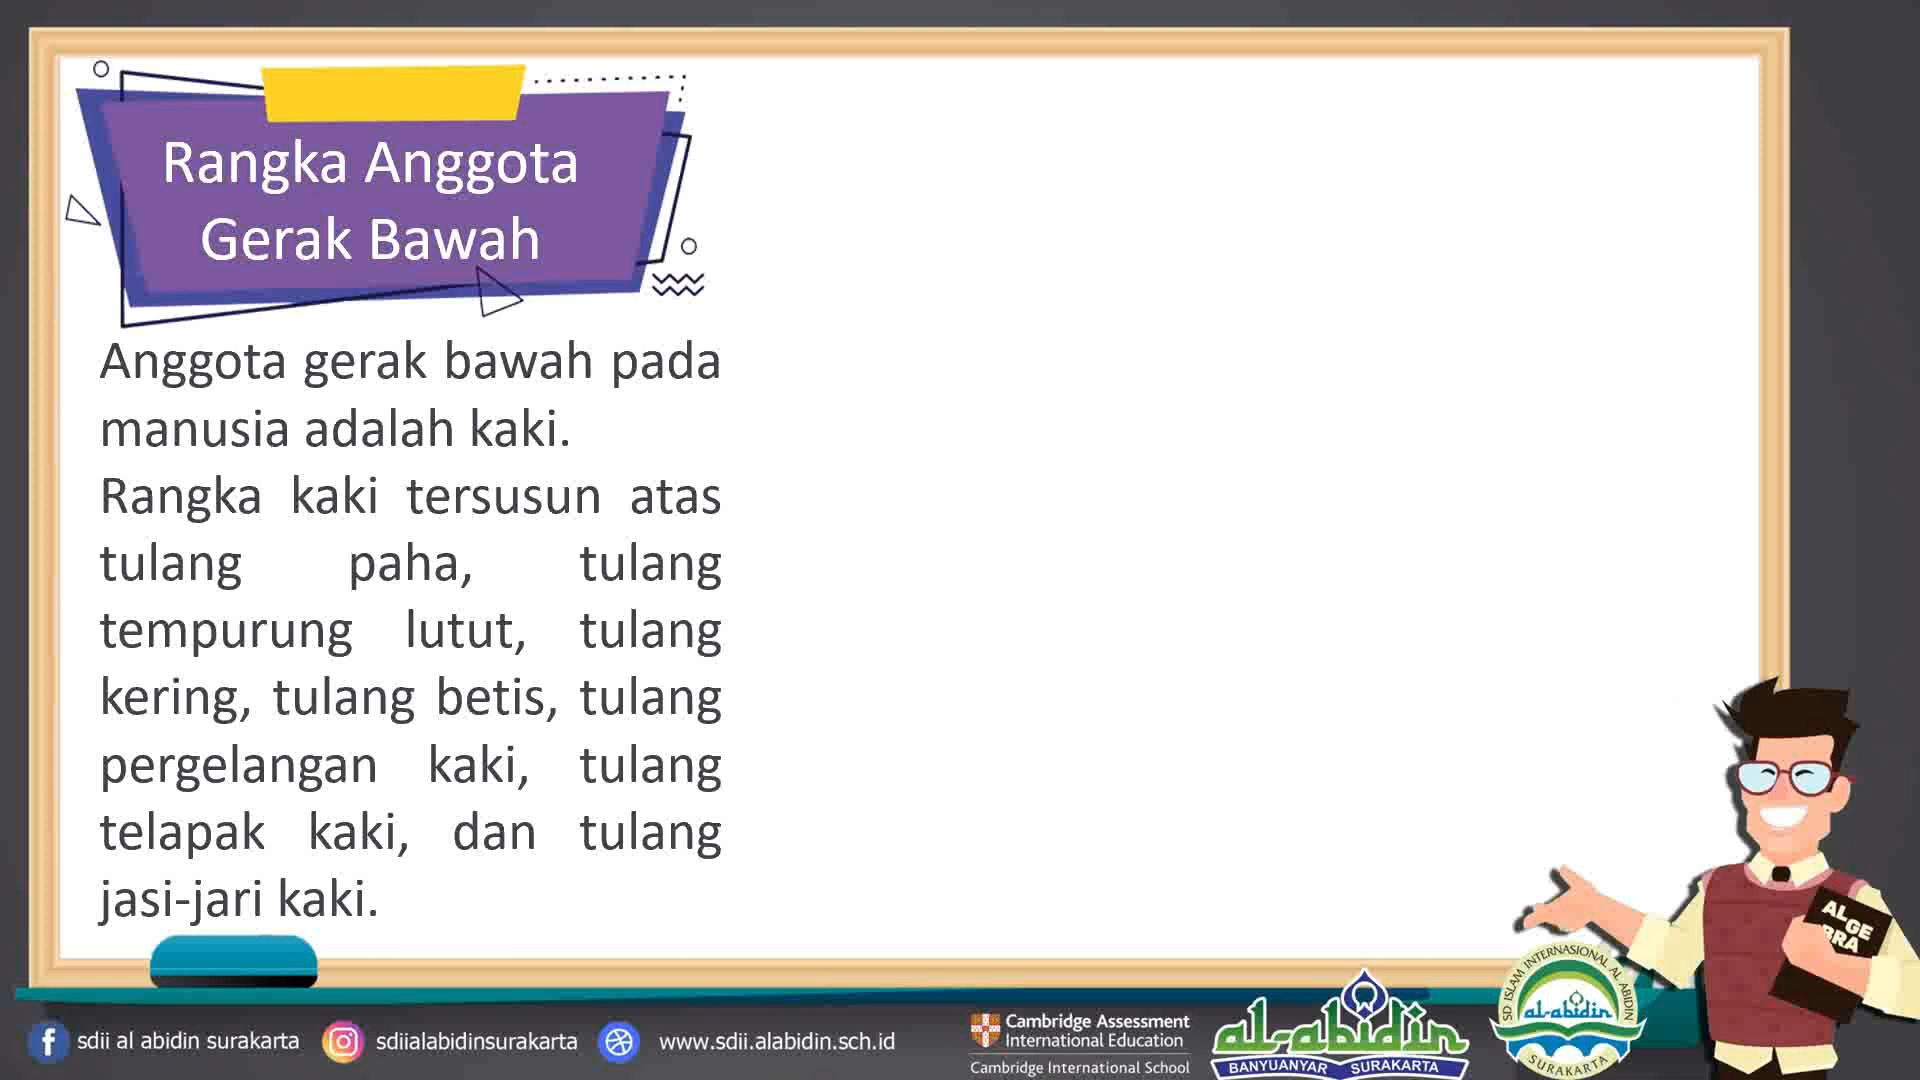 Rangka Anggota
Gerak Bawah
Anggota gerak bawah pada
manusia adalah kaki.
Rangka kaki tersusun atas
tulang paha, tulang
tempurung lutut, tulang
kering, tulang betis, tulang
pergelangan kaki, tulang
telapak kaki, dan tulang
jasi-jari kaki.
ALGE
BRA
sdii al abidin surakarta
sdiialabidinsurakarta
www.sdii.alabidin.sch.id
Cambridge Assessment
International Education
Cambridge International School
al-abidin
BANYUANYAR SURAKARTA
SD ISLAM INTERNASIONAL AL ABIDIN
al-abidin
SURAKARTA